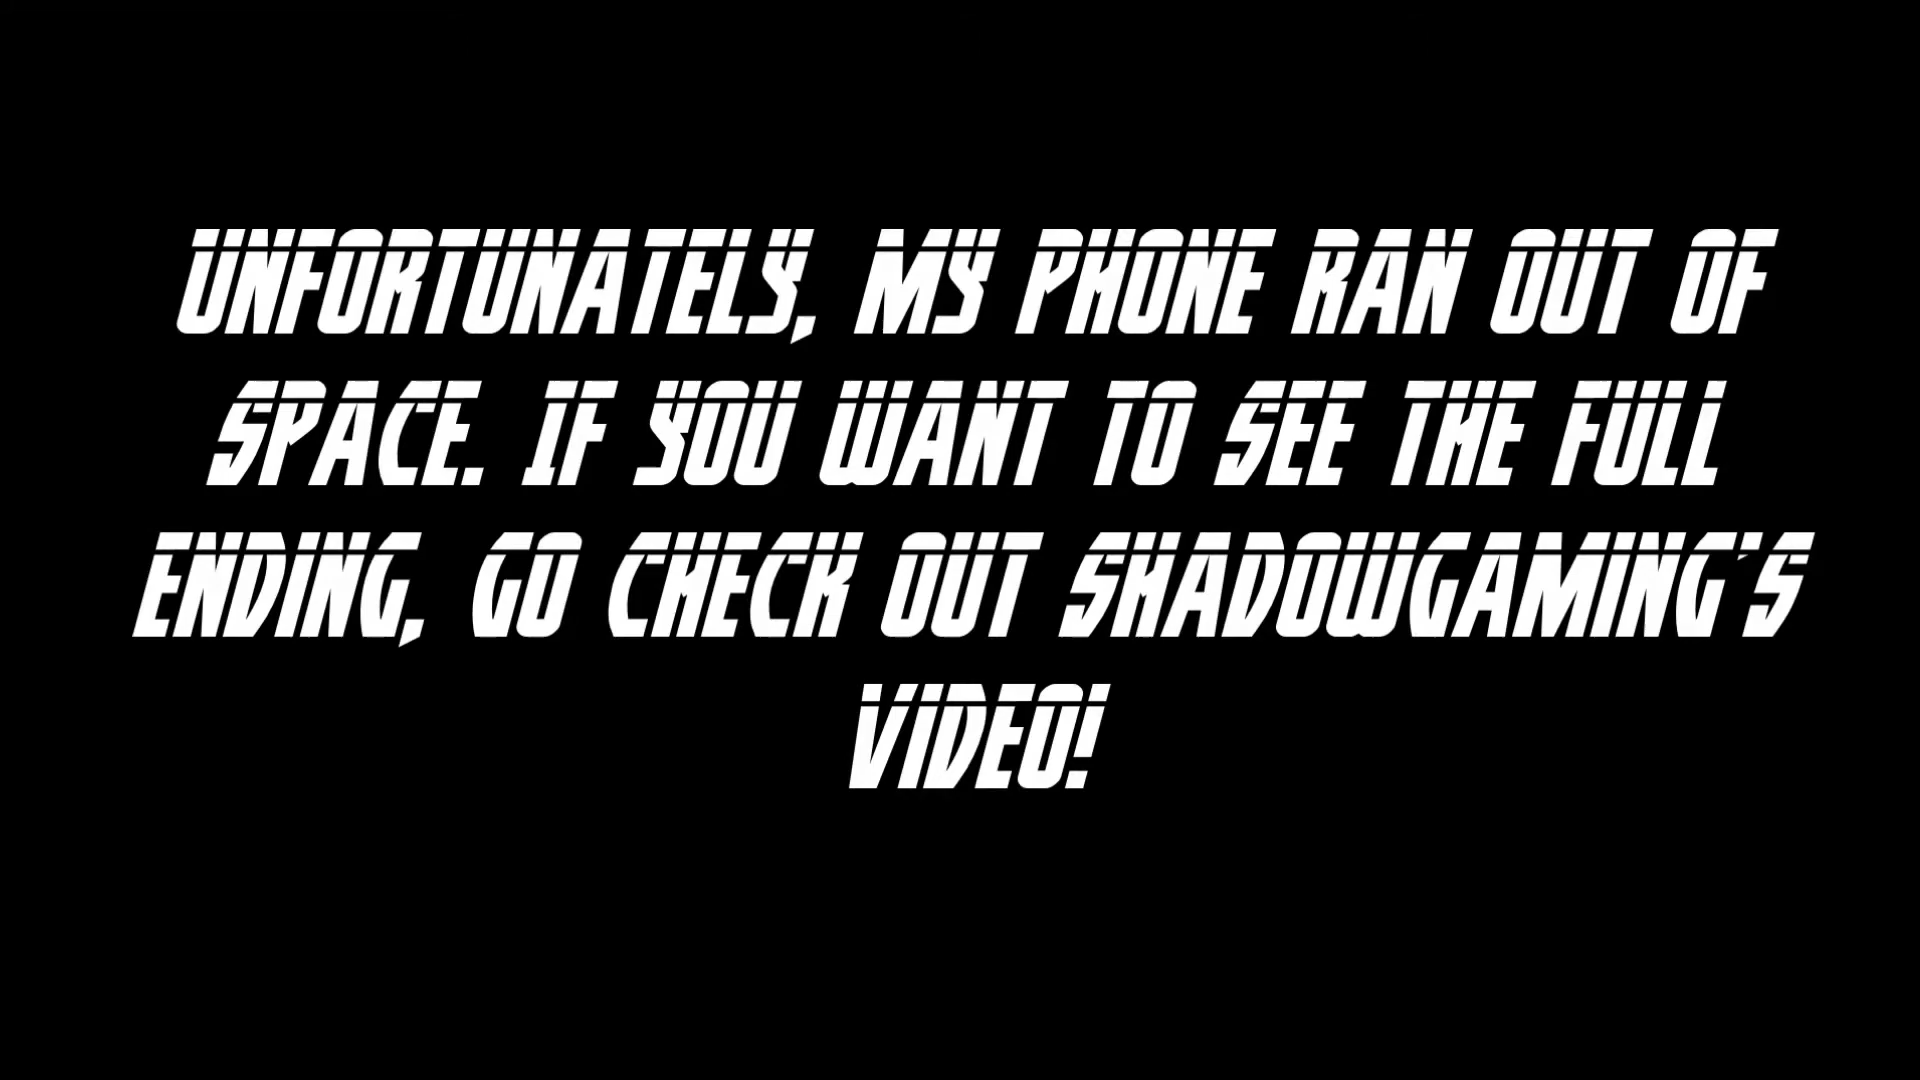 UNFORTUNATELY, MY PHONE RAN OUT OF
SPACE. IF YOU WANT TO SEE THE FULL
ENDING, GO CHECK OUT SHADOWGAMING'S
VIDEO!